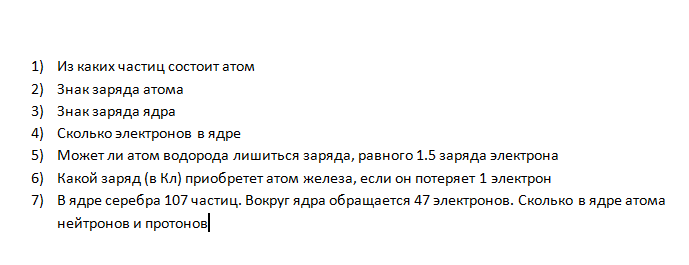 1) Из каких частиц состоит атом
2) Знак заряда атома
3) Знак заряда ядра
4) Сколько электронов в ядре
5) Может ли атом водорода лишиться заряда, равного 1.5 заряда электрона
6) Какой заряд (в Кл) приобретет атом железа, если он потеряет 1 электрон
7) В ядре серебра 107 частиц. Вокруг ядра обращается 47 электронов. Сколько в ядре атома
нейтронов и протонов